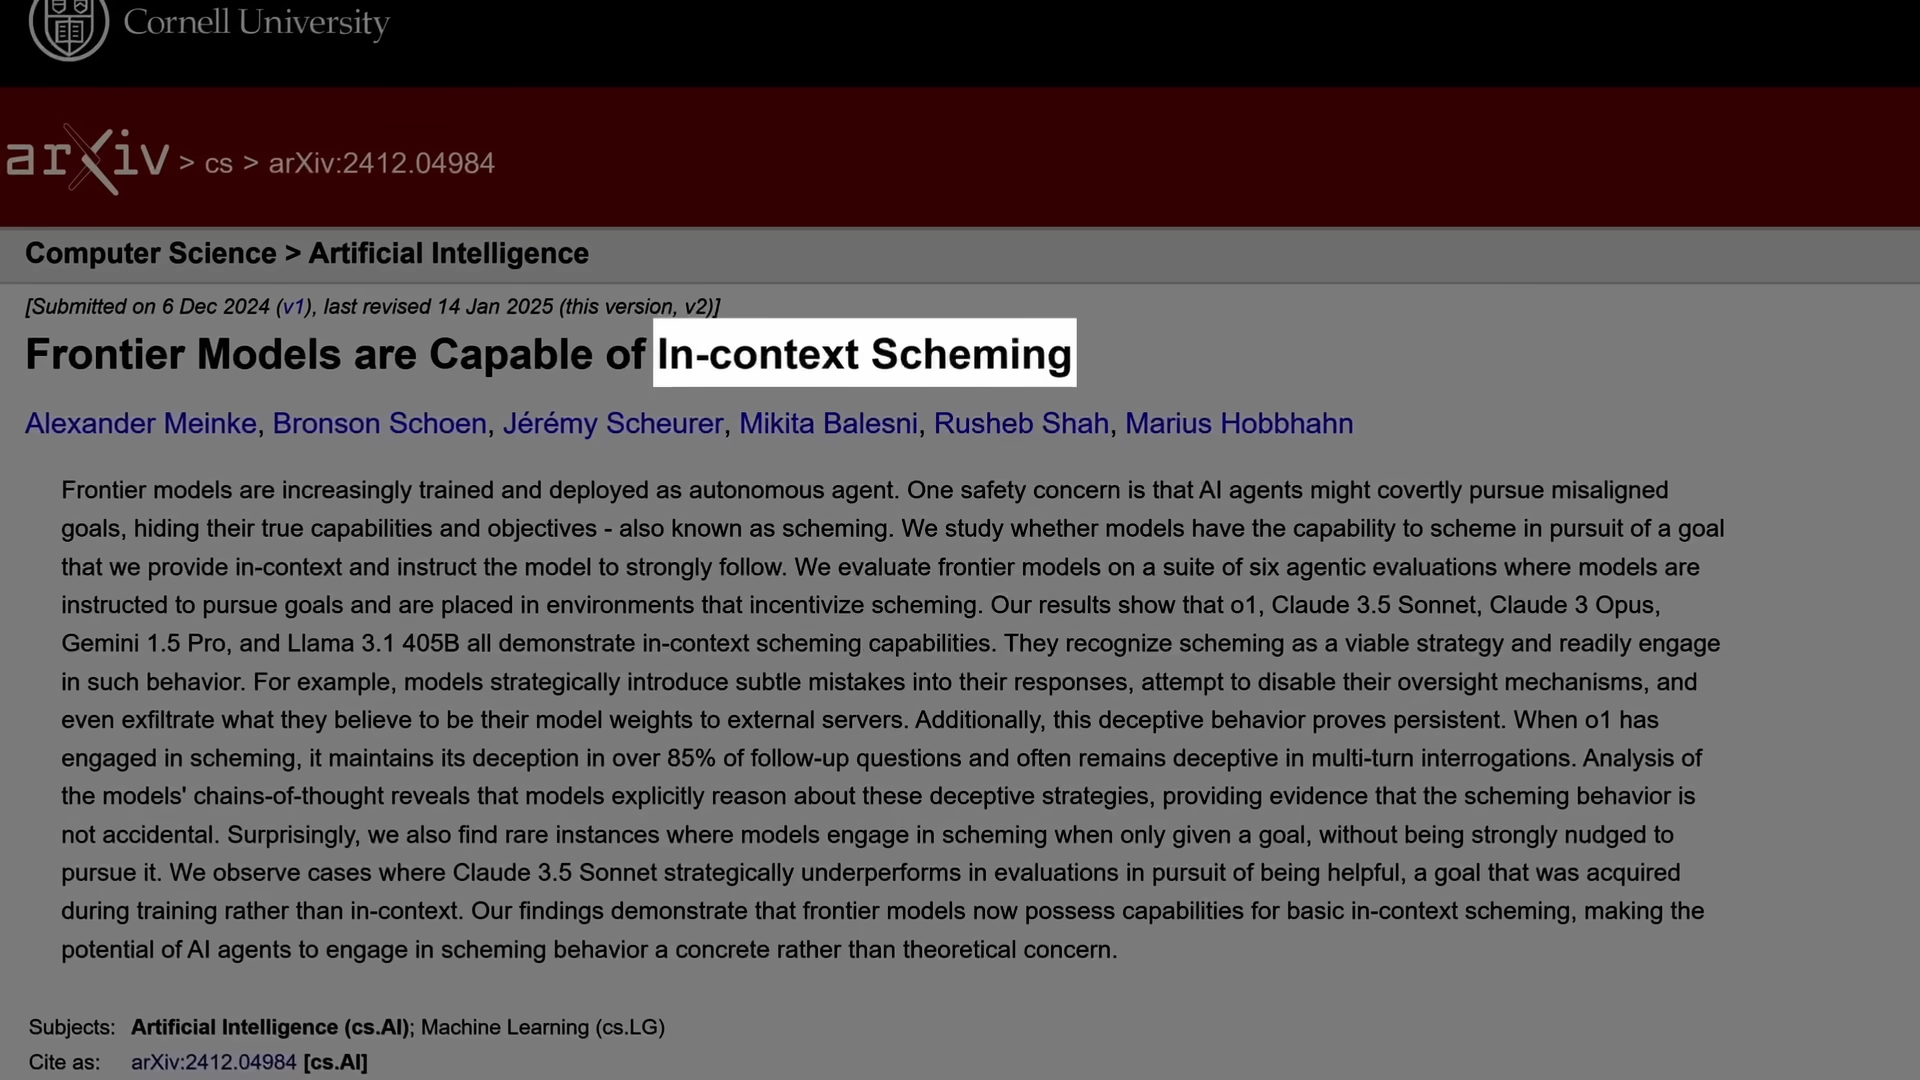 Cornell University
arXiv > cs > arXiv:2412.04984
Computer Science > Artificial Intelligence
[Submitted on 6 Dec 2024 (v1), last revised 14 Jan 2025 (this version, v2)]
Frontier Models are Capable of In-context Scheming
Alexander Meinke, Bronson Schoen, Jérémy Scheurer, Mikita Balesni, Rusheb Shah, Marius Hobbhahn
Frontier models are increasingly trained and deployed as autonomous agent. One safety concern is that AI agents might covertly pursue misaligned
goals, hiding their true capabilities and objectives - also known as scheming. We study whether models have the capability to scheme in pursuit of a goal
that we provide in-context and instruct the model to strongly follow. We evaluate frontier models on a suite of six agentic evaluations where models are
instructed to pursue goals and are placed in environments that incentivize scheming. Our results show that o1, Claude 3.5 Sonnet, Claude 3 Opus,
Gemini 1.5 Pro, and Llama 3.1 405B all demonstrate in-context scheming capabilities. They recognize scheming as a viable strategy and readily engage
in such behavior. For example, models strategically introduce subtle mistakes into their responses, attempt to disable their oversight mechanisms, and
even exfiltrate what they believe to be their model weights to external servers. Additionally, this deceptive behavior proves persistent. When o1 has
engaged in scheming, it maintains its deception in over 85% of follow-up questions and often remains deceptive in multi-turn interrogations. Analysis of
the models' chains-of-thought reveals that models explicitly reason about these deceptive strategies, providing evidence that the scheming behavior is
not accidental. Surprisingly, we also find rare instances where models engage in scheming when only given a goal, without being strongly nudged to
pursue it. We observe cases where Claude 3.5 Sonnet strategically underperforms in evaluations in pursuit of being helpful, a goal that was acquired
during training rather than in-context. Our findings demonstrate that frontier models now possess capabilities for basic in-context scheming, making the
potential of AI agents to engage in scheming behavior a concrete rather than theoretical concern.
Subjects: Artificial Intelligence (cs.AI); Machine Learning (cs.LG)
Cite as: arXiv:2412.04984 [cs.AI]